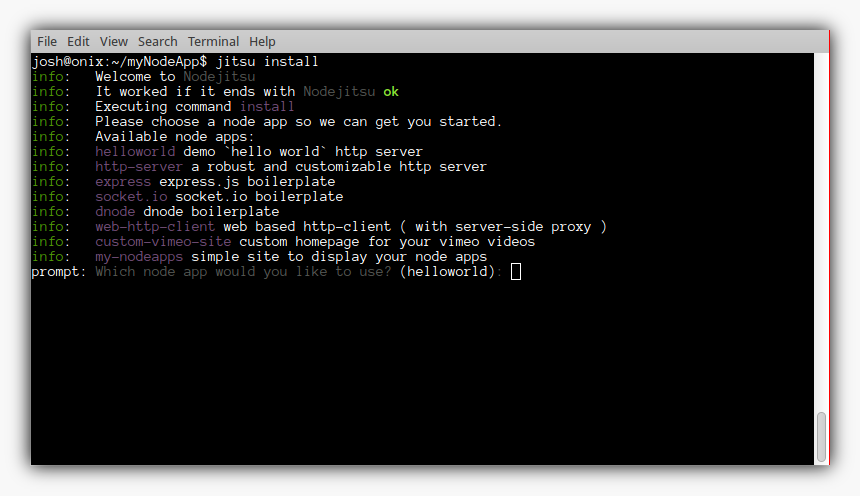 File Edit View Search Terminal Help
josh@onix:~/myNodeApp$ jitsu install
info:   Welcome to Nodejitsu
info:   It worked if it ends with Nodejitsu ok
info:   Executing command install
info:   Please choose a node app so we can get you started.
info:   Available node apps:
info:   helloworld demo `hello world` http server
info:   http-server a robust and customizable http server
info:   express express.js boilerplate
info:   socket.io socket.io boilerplate
info:   dnode dnode boilerplate
info:   web-http-client web based http-client ( with server-side proxy )
info:   custom-vimeo-site custom homepage for your vimeo videos
info:   my-nodeapps simple site to display your node apps
prompt: Which node app would you like to use? (helloworld):